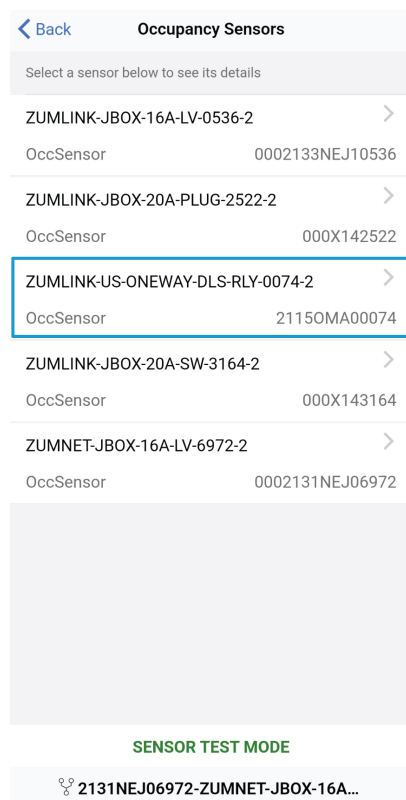 Back
Occupancy Sensors
Select a sensor below to see its details
ZUMLINK-JBOX-16A-LV-0536-2
OccSensor 0002133NEJ10536
ZUMLINK-JBOX-20A-PLUG-2522-2
OccSensor 000X142522
ZUMLINK-US-ONEWAY-DLS-RLY-0074-2
OccSensor 2115OMA00074
ZUMLINK-JBOX-20A-SW-3164-2
OccSensor 000X143164
ZUMNET-JBOX-16A-LV-6972-2
OccSensor 0002131NEJ06972
SENSOR TEST MODE
2131NEJ06972-ZUMNET-JBOX-16A...